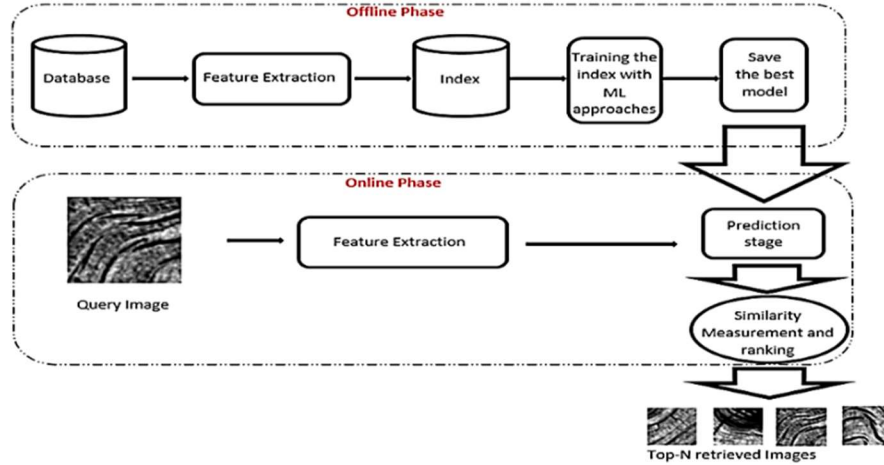 Offline Phase
Database
Feature Extraction
Index
Training the
index with
ML
approaches
Save
the best
model
Online Phase
Query Image
Feature Extraction
Prediction
stage
Similarity
Measurement and
ranking
Top-N retrieved Images